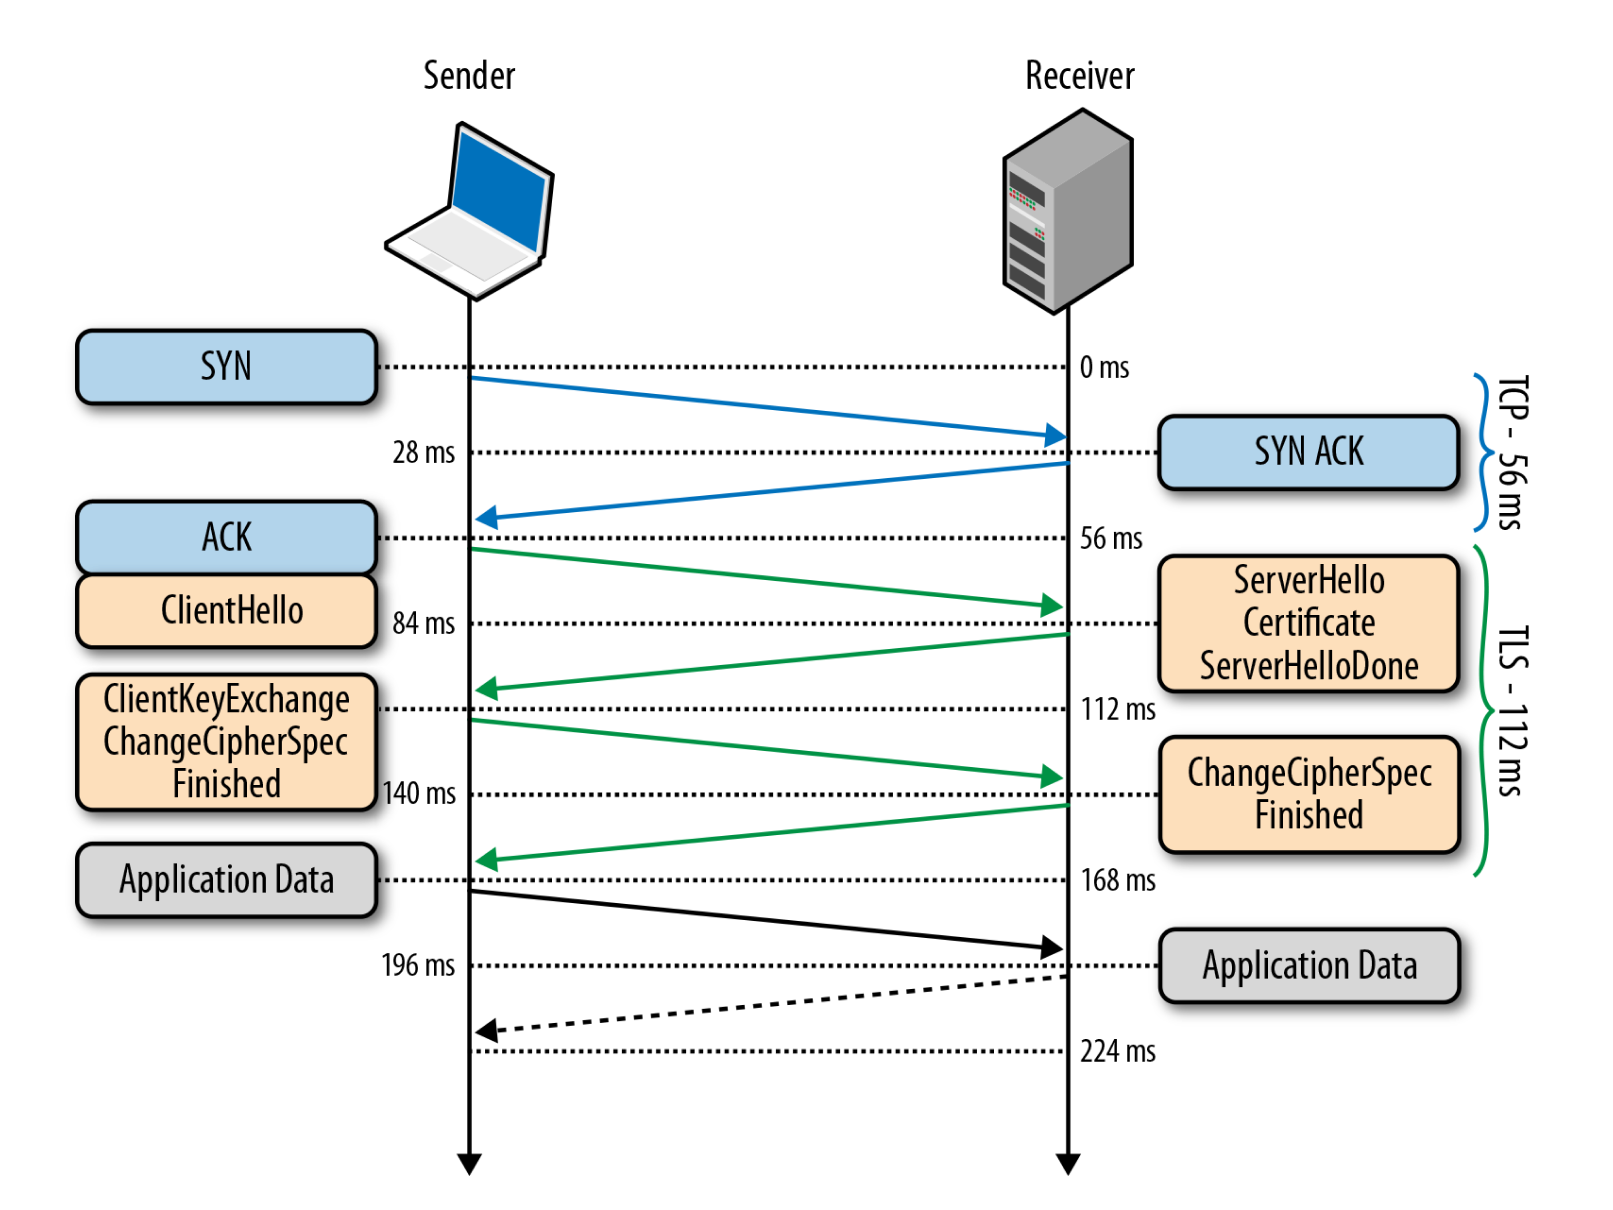 Sender
Receiver
SYN
0 ms
28 ms
SYN ACK
TCP - 56 ms
ACK
56 ms
ClientHello
84 ms
ServerHello
Certificate
ServerHelloDone
TLS - 112 ms
ClientKeyExchange
ChangeCipherSpec
Finished
112 ms
140 ms
ChangeCipherSpec
Finished
Application Data
168 ms
196 ms
Application Data
224 ms